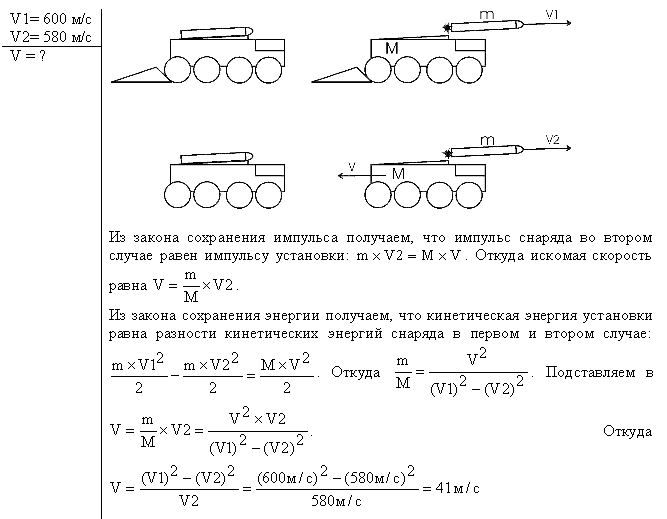 V1= 600 м/с
V2= 580 м/с
V = ?
m V1
M
m V2
V M
Из закона сохранения импульса получаем, что импульс снаряда во втором
случае равен импульсу установки: m × V2 = M × V . Откуда искомая скорость
равна V = m/M × V2 .
Из закона сохранения энергии получаем, что кинетическая энергия установки
равна разности кинетических энергий снаряда в первом и втором случае:
m × V1²/2 − m × V2²/2 = M × V²/2 . Откуда m/M = V²/((V1)² − (V2)²) . Подставляем в
V = m/M × V2 = V² × V2/((V1)² − (V2)²) . Откуда
V = ((V1)² − (V2)²)/V2 = ((600м/с)² − (580м/с)²)/580м/с = 41м/с